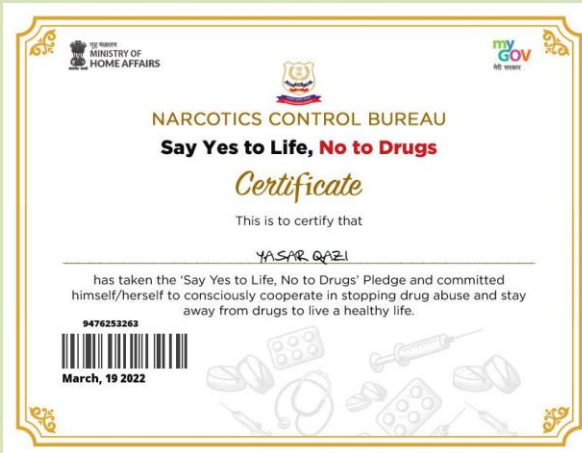 गृह मंत्रालय
MINISTRY OF
HOME AFFAIRS
my
GOV
मेरी सरकार
NARCOTICS CONTROL BUREAU
Say Yes to Life, No to Drugs
Certificate
This is to certify that
YASAR QAZI
has taken the 'Say Yes to Life, No to Drugs' Pledge and committed
himself/herself to consciously cooperate in stopping drug abuse and stay
away from drugs to live a healthy life.
9476253263
March, 19 2022